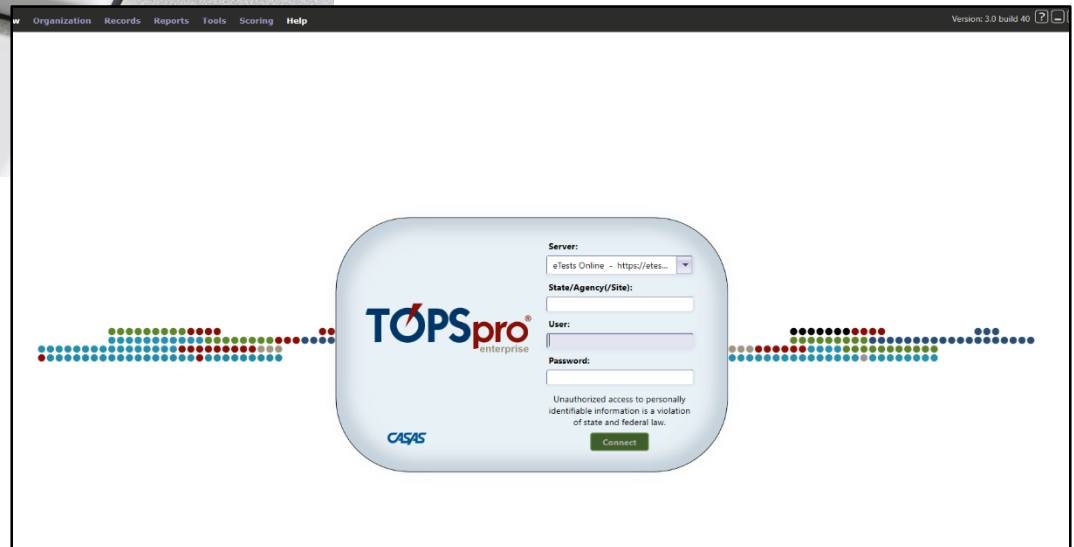 w Organization Records Reports Tools Scoring Help
Version: 3.0 build 40 ?
Server:
eTests Online - https://etes...
State/Agency(/Site):
User:
Password:
TOPSpro®
enterprise
Unauthorized access to personally
identifiable information is a violation
of state and federal law.
CASAS
Connect